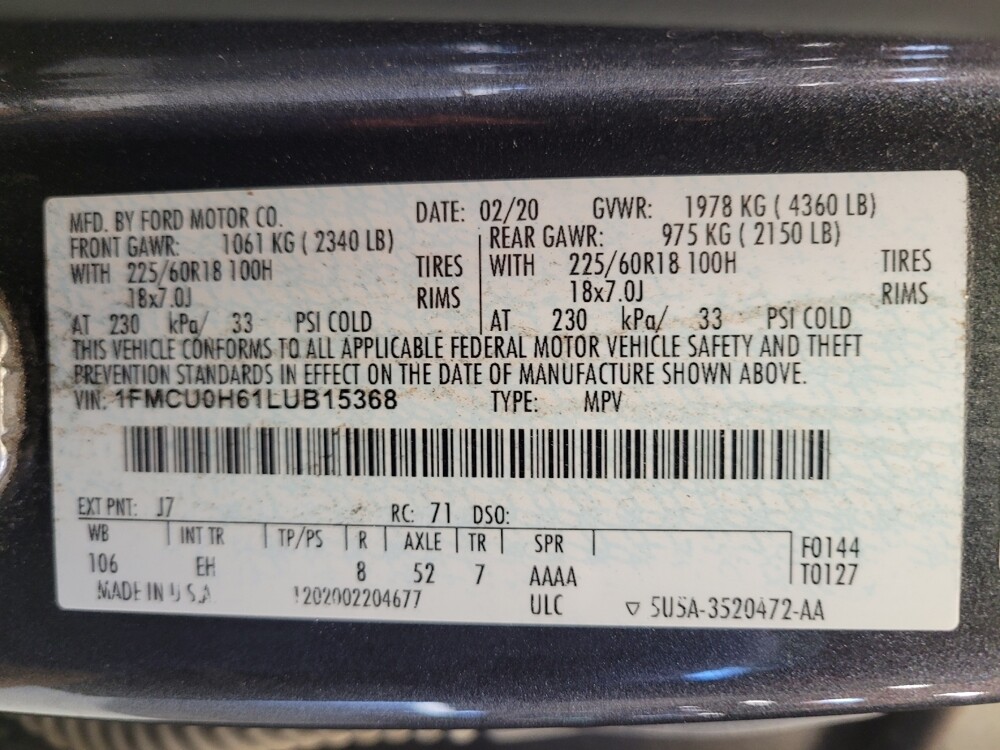 MFD. BY FORD MOTOR CO. DATE: 02/20 GVWR: 1978 KG ( 4360 LB)
FRONT GAWR: 1061 KG ( 2340 LB) REAR GAWR: 975 KG ( 2150 LB)
WITH 225/60R18 100H TIRES WITH 225/60R18 100H TIRES
18x7.0J RIMS 18x7.0J RIMS
AT 230 kPa/ 33 PSI COLD AT 230 kPa/ 33 PSI COLD
THIS VEHICLE CONFORMS TO ALL APPLICABLE FEDERAL MOTOR VEHICLE SAFETY AND THEFT
PREVENTION STANDARDS IN EFFECT ON THE DATE OF MANUFACTURE SHOWN ABOVE.
VIN: 1FMCU0H61LUB15368 TYPE: MPV
EXT PNT: J7 RC: 71 DSO:
WB INT TR TP/PS R AXLE TR SPR F0144
106 EH 8 52 7 AAAA T0127
MADE IN U.S.A. 202002204677 ULC ▽ 5U5A-3520472-AA